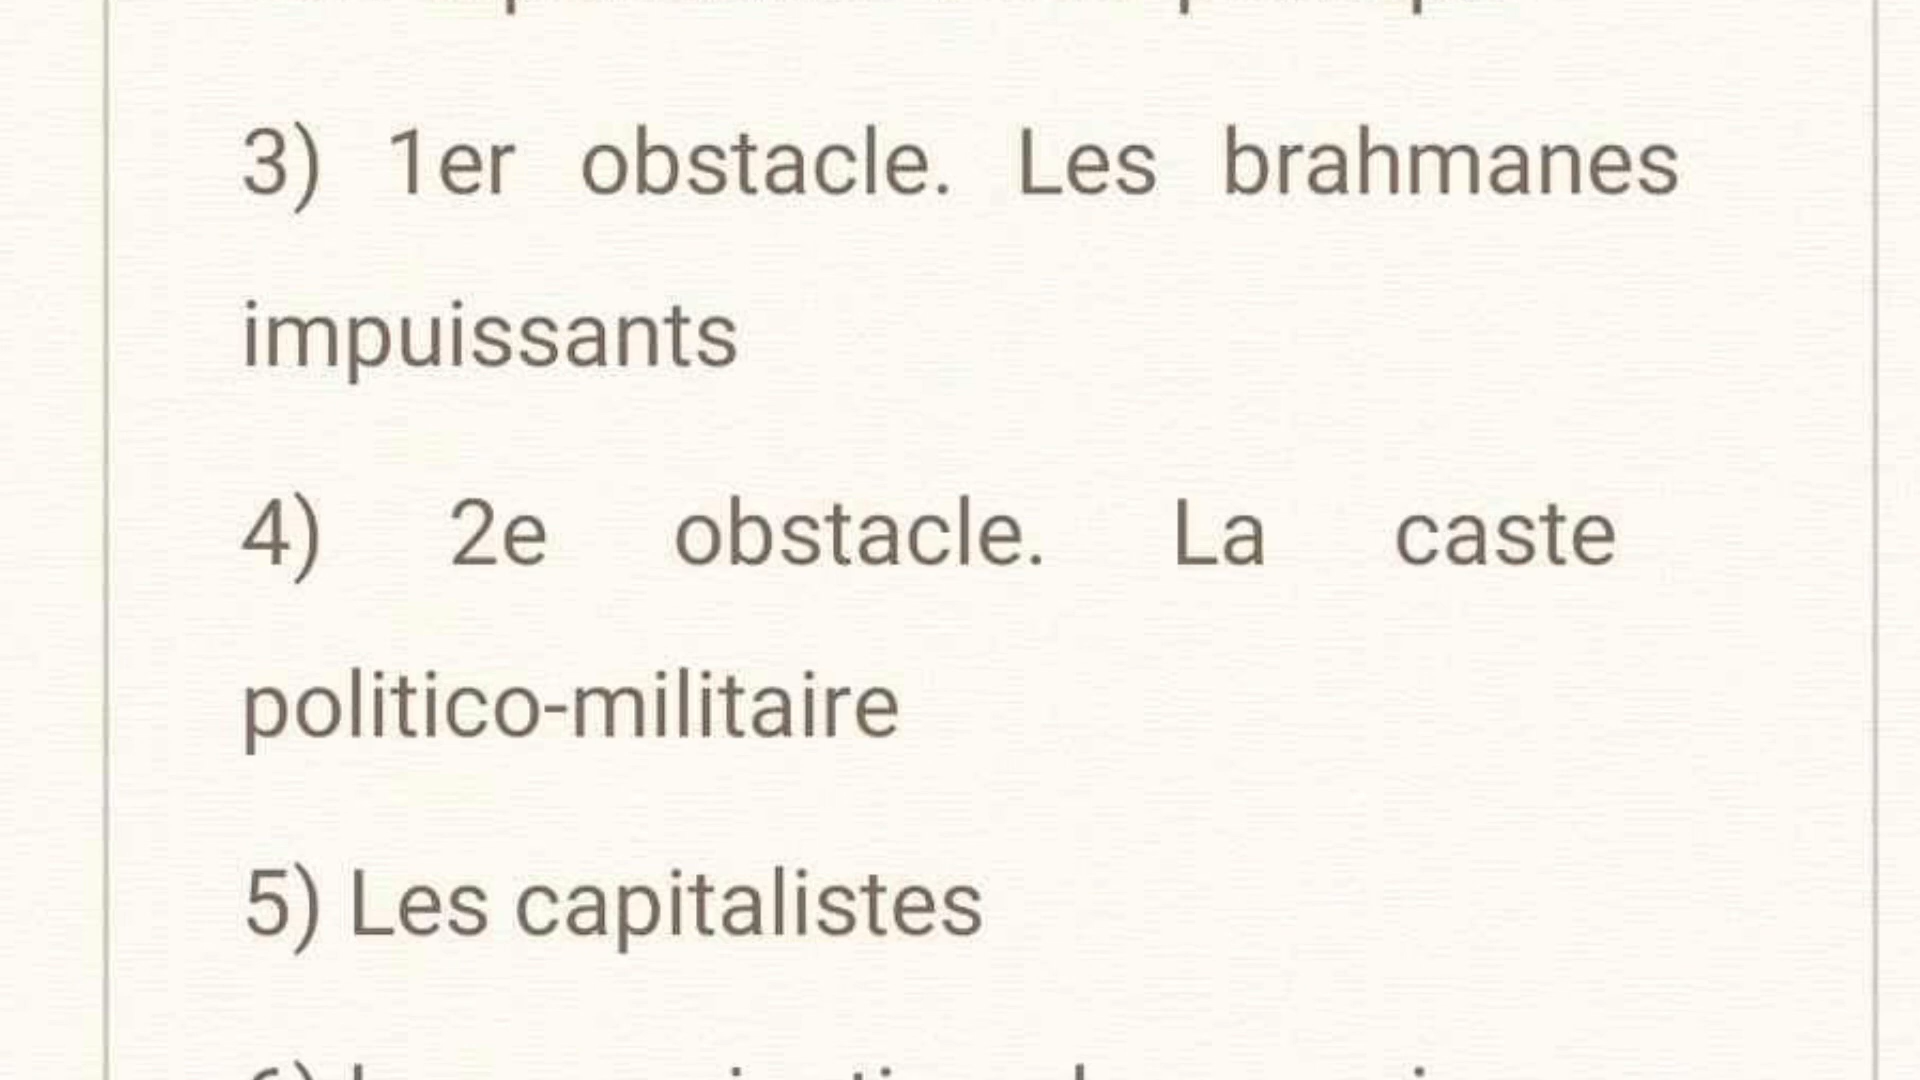 3) 1er obstacle. Les brahmanes
impuissants
4) 2e obstacle. La caste
politico-militaire
5) Les capitalistes